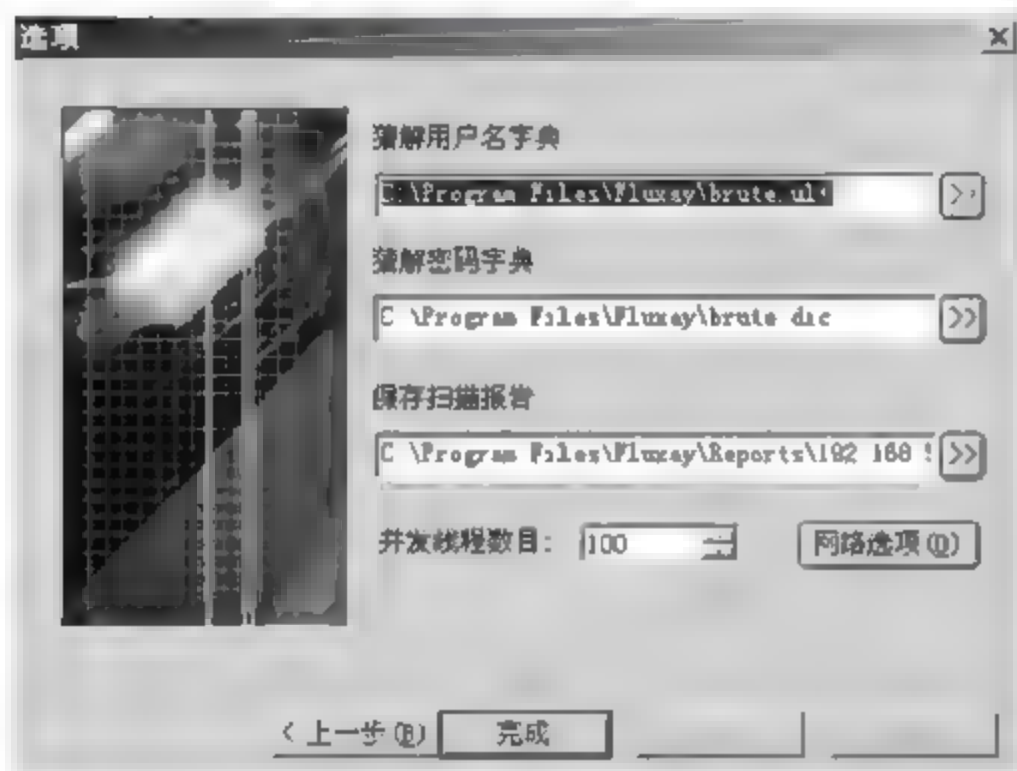 选项
猜解用户名字典
C:\Program Files\Fluxay\brute.ult
>>
猜解密码字典
C \Program Files\Fluxay\brute dic
>>
保存扫描报告
C \Program Files\Fluxay\Reports\192 168
>>
并发线程数目: 100 网络选项(O)
< 上一步(B) 完成